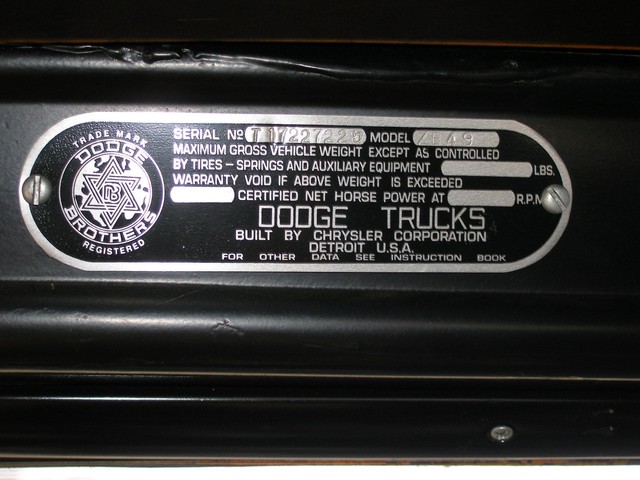 TRADE MARK
DODGE
DB
BROTHERS
REGISTERED
SERIAL Nº MODEL
MAXIMUM GROSS VEHICLE WEIGHT EXCEPT AS CONTROLLED
BY TIRES – SPRINGS AND AUXILIARY EQUIPMENT LBS.
WARRANTY VOID IF ABOVE WEIGHT IS EXCEEDED
CERTIFIED NET HORSE POWER AT R.P.M.
DODGE TRUCKS
BUILT BY CHRYSLER CORPORATION
DETROIT U.S.A.
FOR OTHER DATA SEE INSTRUCTION BOOK